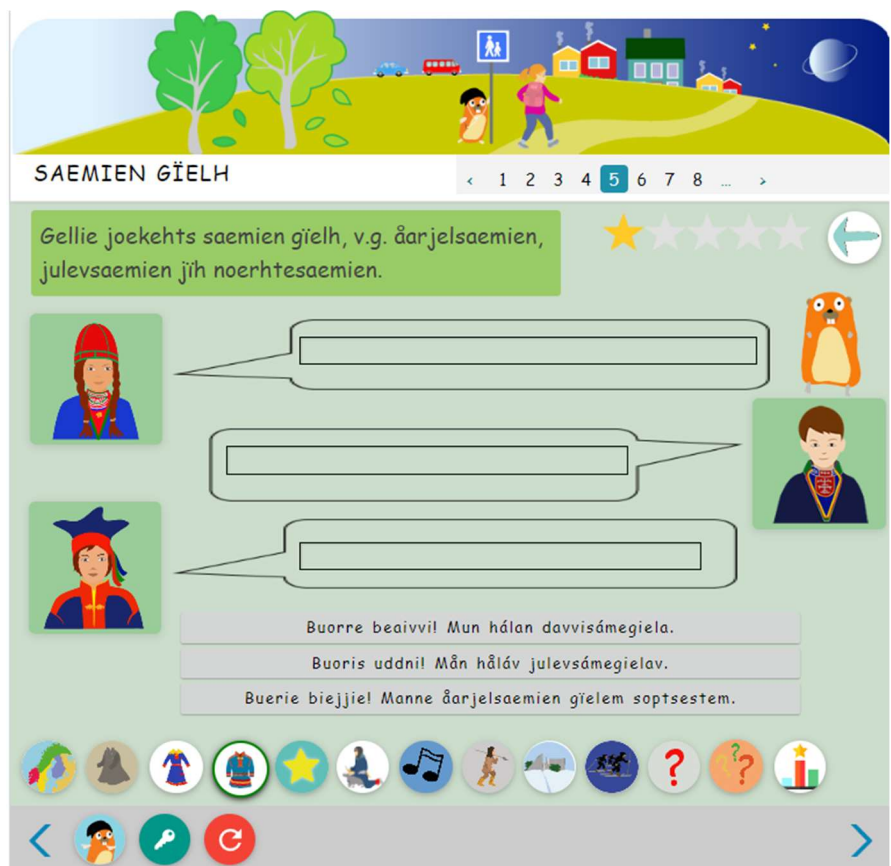 SAEMIEN GÏELH
‹ 1 2 3 4 5 6 7 8 ... ›
Gellie joekehts saemien gïelh, v.g. åarjelsaemien,
julevsaemien jïh noerhtesaemien.
Buorre beaivvi! Mun hálan davvisámegiela.
Buoris uddni! Mån håláv julevsámegielav.
Buerie biejjie! Manne åarjelsaemien gïelem soptsestem.
? ? ? ?